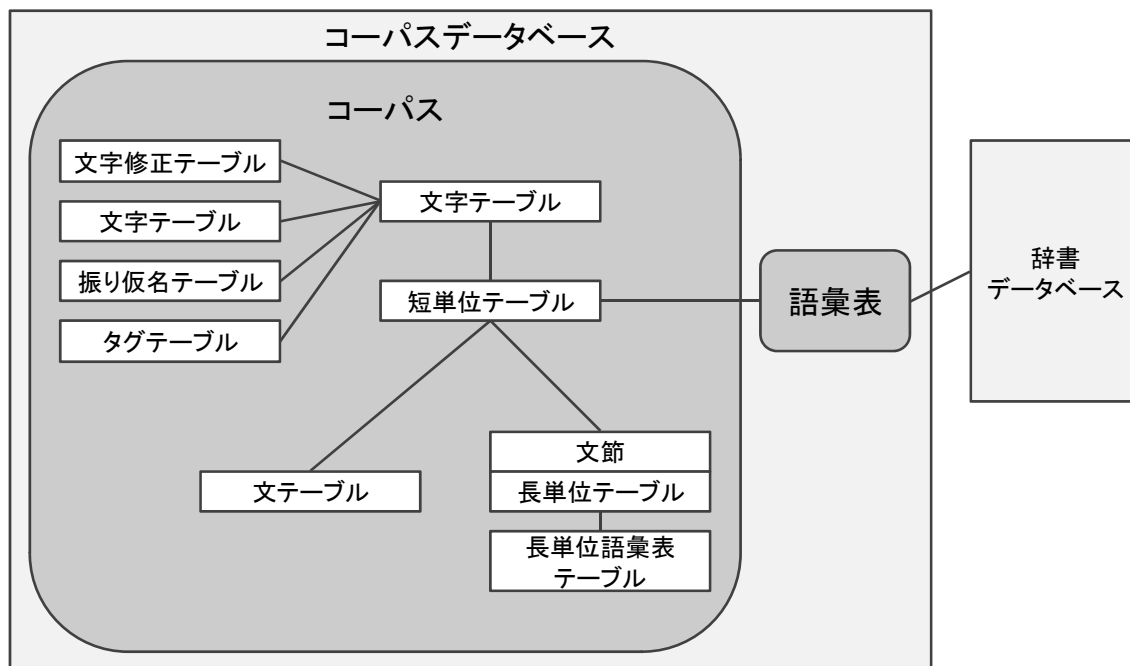 コーパスデータベース
コーパス
文字修正テーブル
文字テーブル
振り仮名テーブル
タグテーブル
文字テーブル
短単位テーブル
文テーブル
文節
長単位テーブル
長単位語彙表
テーブル
語彙表
辞書
データベース